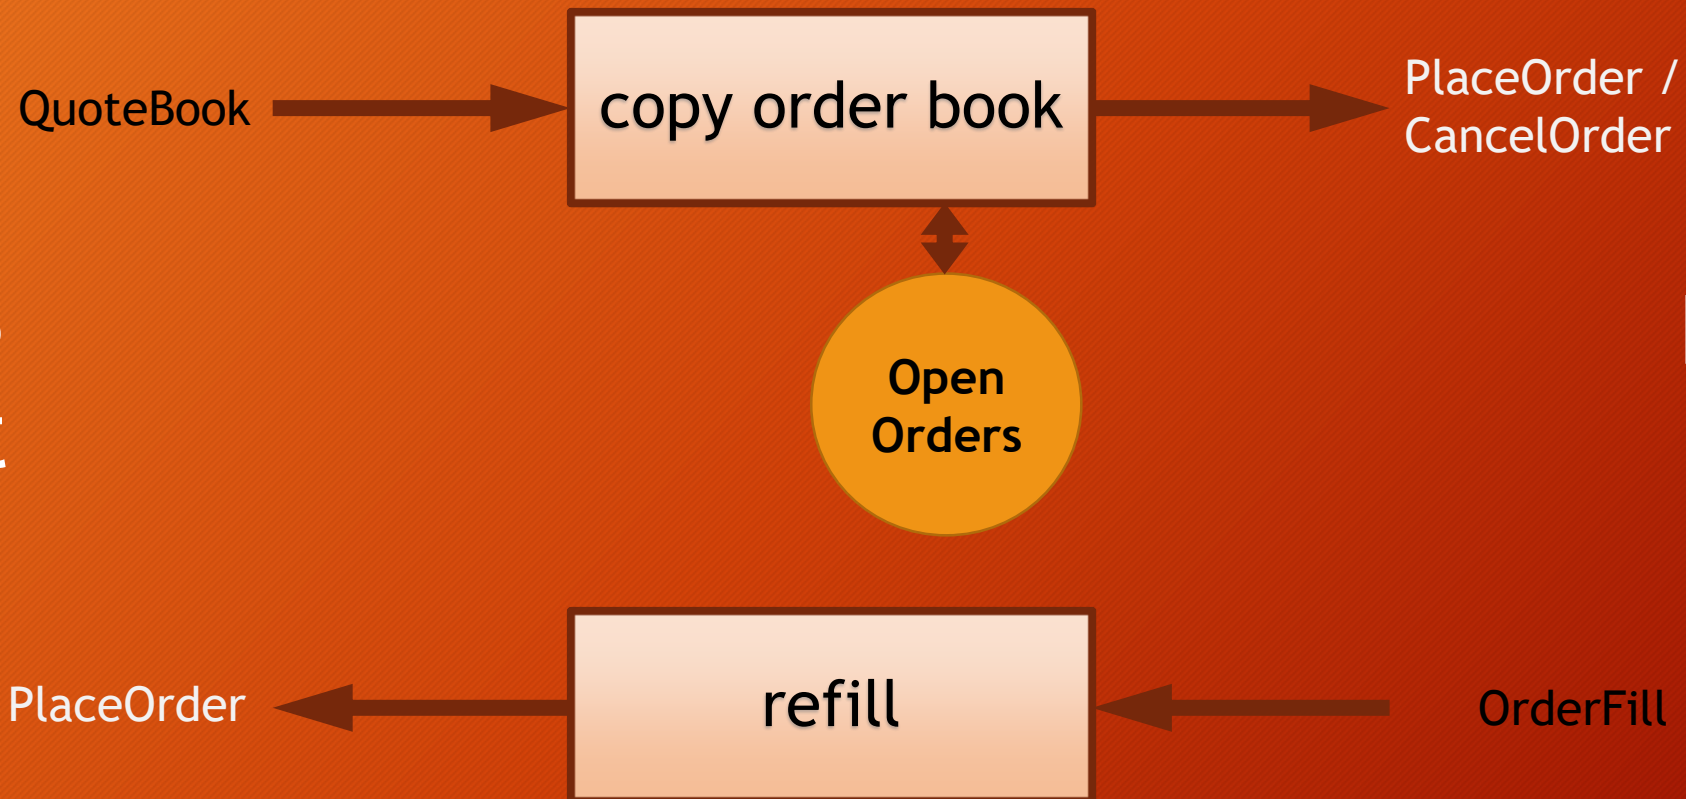 QuoteBook
copy order book
PlaceOrder /
CancelOrder
Open
Orders
PlaceOrder
refill
OrderFill